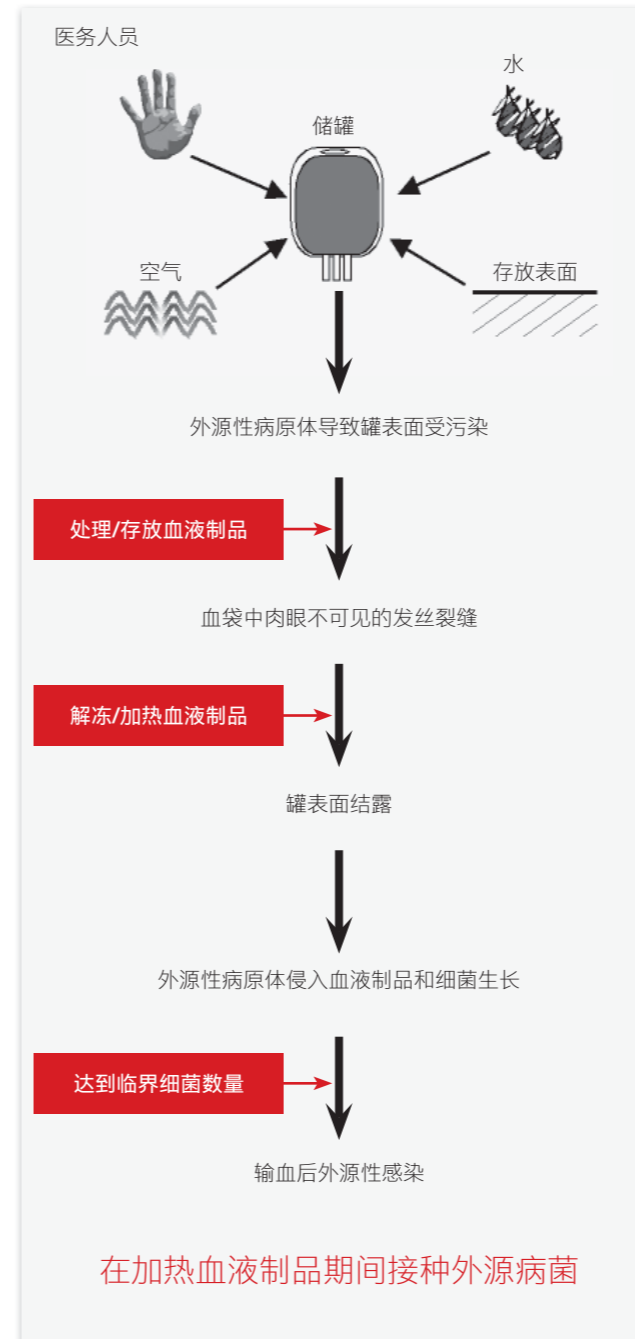 医务人员
水
储罐
空气
存放表面
外源性病原体导致罐表面受污染
处理/存放血液制品
血袋中肉眼不可见的发丝裂缝
解冻/加热血液制品
罐表面结露
外源性病原体侵入血液制品和细菌生长
达到临界细菌数量
输血后外源性感染
在加热血液制品期间接种外源病菌